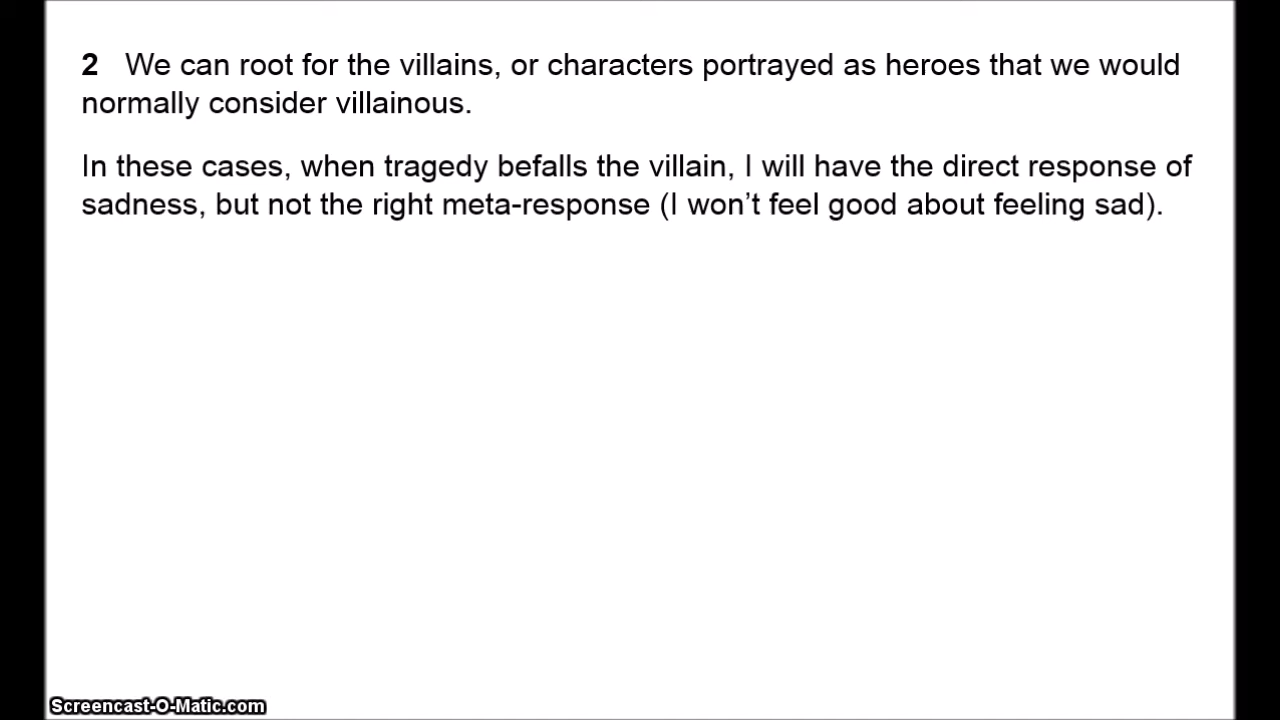 2 We can root for the villains, or characters portrayed as heroes that we would
normally consider villainous.
In these cases, when tragedy befalls the villain, I will have the direct response of
sadness, but not the right meta-response (I won’t feel good about feeling sad).
Screencast-O-Matic.com